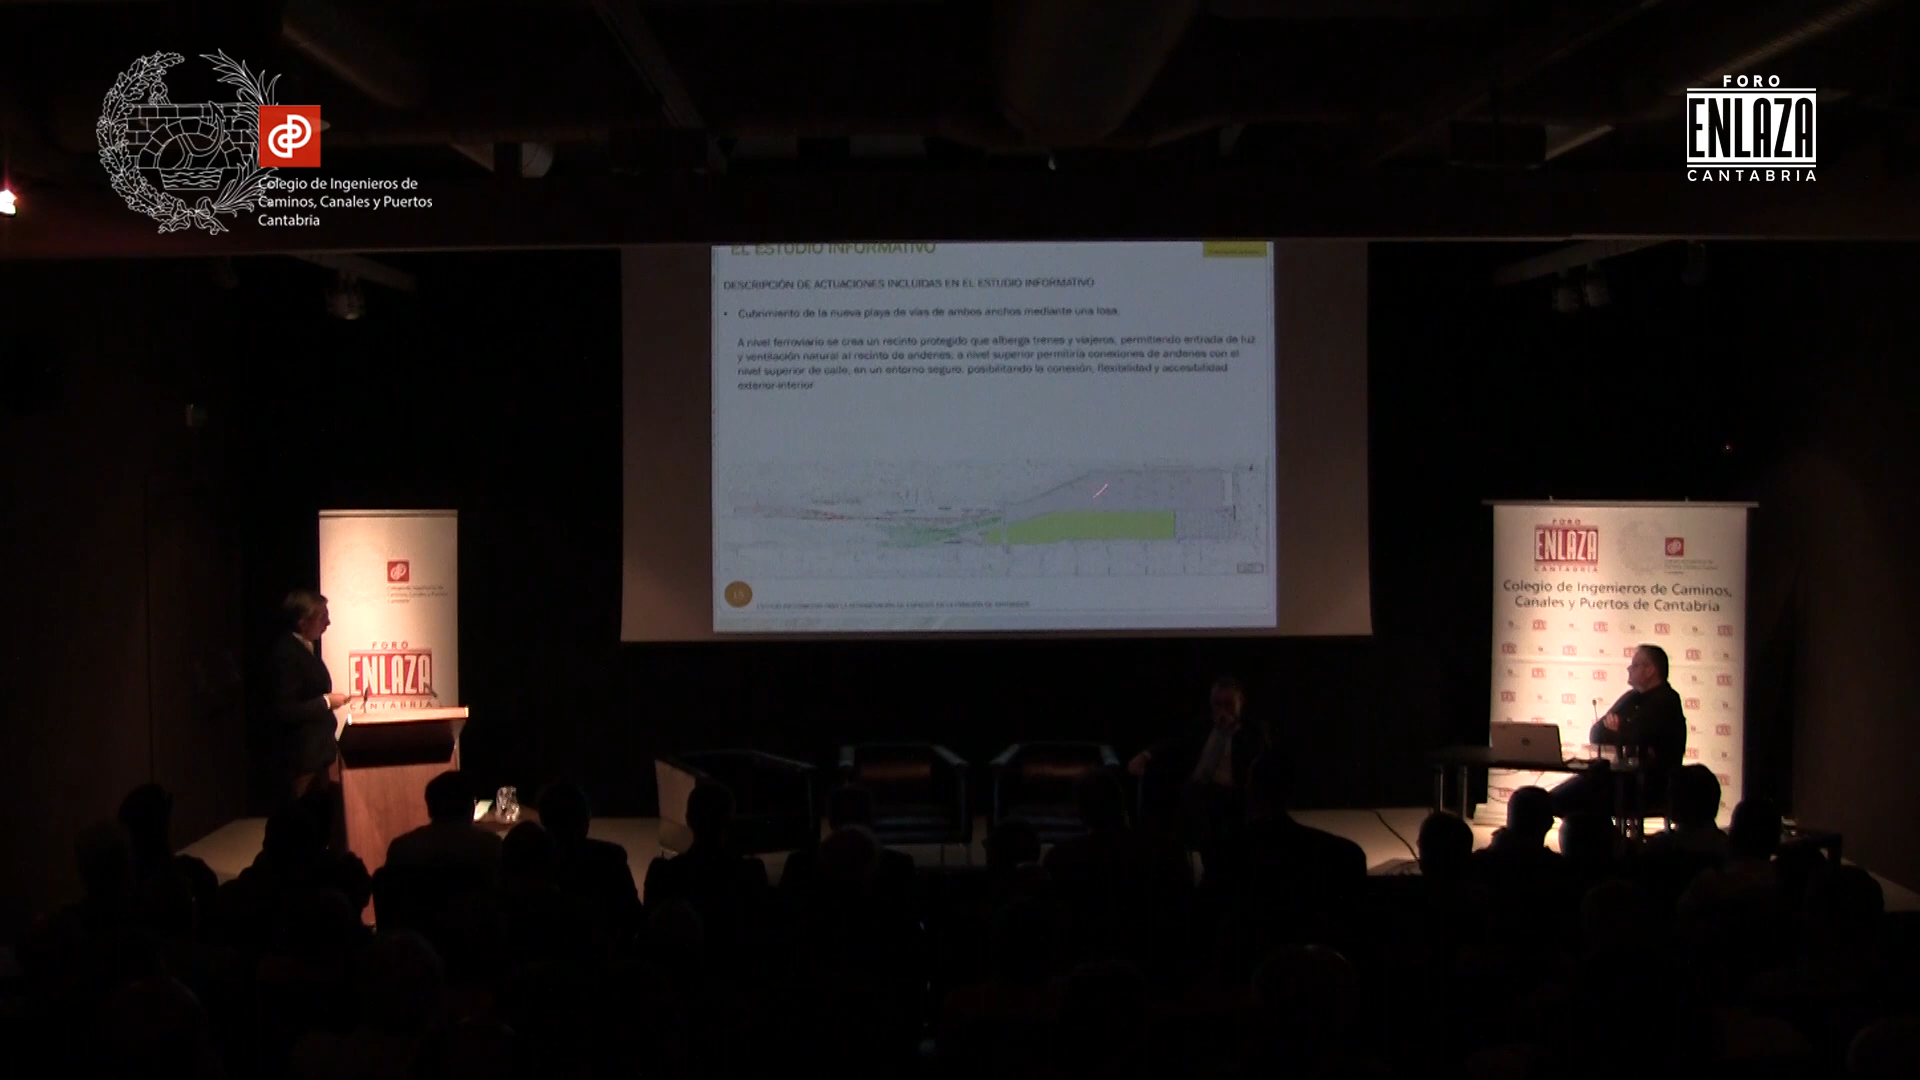 Colegio de Ingenieros de
Caminos, Canales y Puertos
Cantabria
FORO
ENLAZA
CANTABRIA
EL ESTUDIO INFORMATIVO
DESCRIPCIÓN DE ACTUACIONES INCLUIDAS EN EL ESTUDIO INFORMATIVO
• Cubrimiento de la nueva playa de vías de ambos anchos mediante una losa.
A nivel ferroviario se crea un recinto protegido que alberga trenes y viajeros, permitiendo entrada de luz
y ventilación natural al recinto de andenes, a nivel superior permitiría conexiones de andenes con el
nivel superior de calle, en un entorno seguro, posibilitando la conexión, flexibilidad y accesibilidad
exterior-interior
15
FORO
ENLAZA
CANTABRIA
FORO
ENLAZA
CANTABRIA
Colegio de Ingenieros de Caminos,
Canales y Puertos de Cantabria